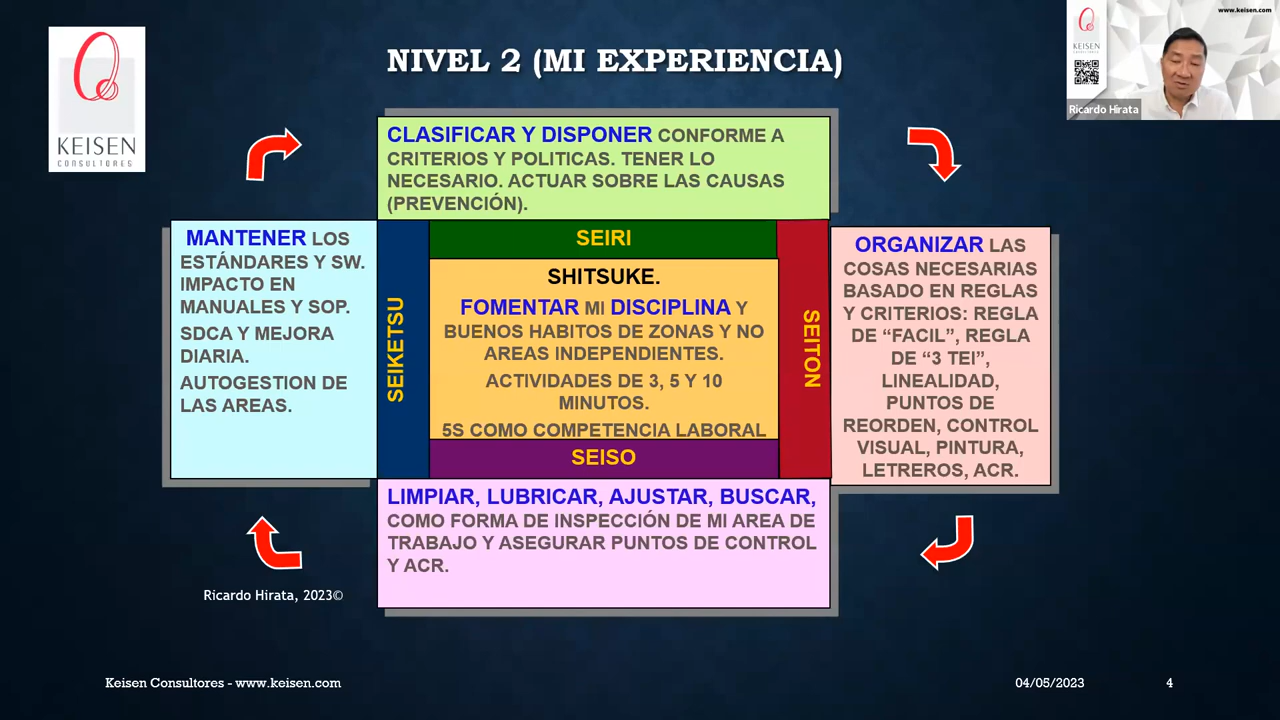 NIVEL 2 (MI EXPERIENCIA)
KEISEN
CONSULTORES
www.keisen.com
KEISEN
Ricardo Hirata
CLASIFICAR Y DISPONER CONFORME A
CRITERIOS Y POLITICAS. TENER LO
NECESARIO. ACTUAR SOBRE LAS CAUSAS
(PREVENCIÓN).
MANTENER LOS
ESTÁNDARES Y SW.
IMPACTO EN
MANUALES Y SOP.
SDCA Y MEJORA
DIARIA.
AUTOGESTION DE
LAS AREAS.
SEIKETSU
SEIRI
SHITSUKE.
FOMENTAR MI DISCIPLINA Y
BUENOS HABITOS DE ZONAS Y NO
AREAS INDEPENDIENTES.
ACTIVIDADES DE 3, 5 Y 10
MINUTOS.
5S COMO COMPETENCIA LABORAL
SEISO
SEITON
ORGANIZAR LAS
COSAS NECESARIAS
BASADO EN REGLAS
Y CRITERIOS: REGLA
DE “FACIL”, REGLA
DE “3 TEI”,
LINEALIDAD,
PUNTOS DE
REORDEN, CONTROL
VISUAL, PINTURA,
LETREROS, ACR.
LIMPIAR, LUBRICAR, AJUSTAR, BUSCAR,
COMO FORMA DE INSPECCIÓN DE MI AREA DE
TRABAJO Y ASEGURAR PUNTOS DE CONTROL
Y ACR.
Ricardo Hirata, 2023©
Keisen Consultores - www.keisen.com
04/05/2023
4